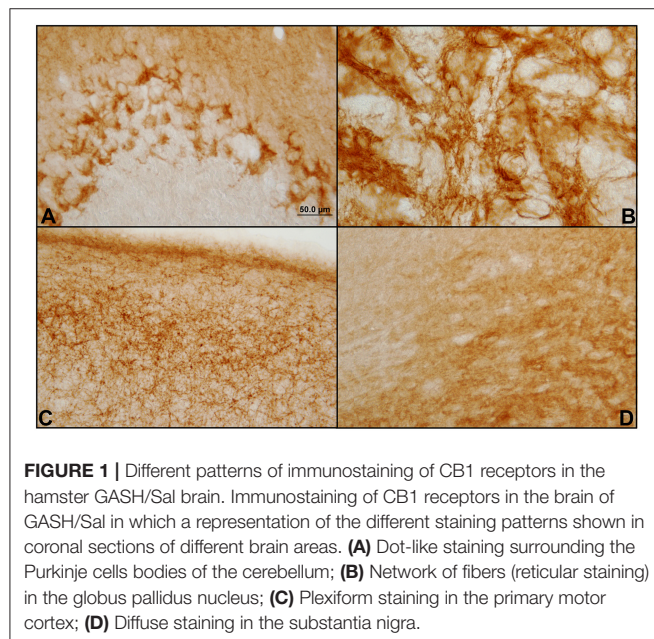 A
50.0 µm
B
C
D
FIGURE 1 | Different patterns of immunostaining of CB1 receptors in the
hamster GASH/Sal brain. Immunostaining of CB1 receptors in the brain of
GASH/Sal in which a representation of the different staining patterns shown in
coronal sections of different brain areas. (A) Dot-like staining surrounding the
Purkinje cells bodies of the cerebellum; (B) Network of fibers (reticular staining)
in the globus pallidus nucleus; (C) Plexiform staining in the primary motor
cortex; (D) Diffuse staining in the substantia nigra.